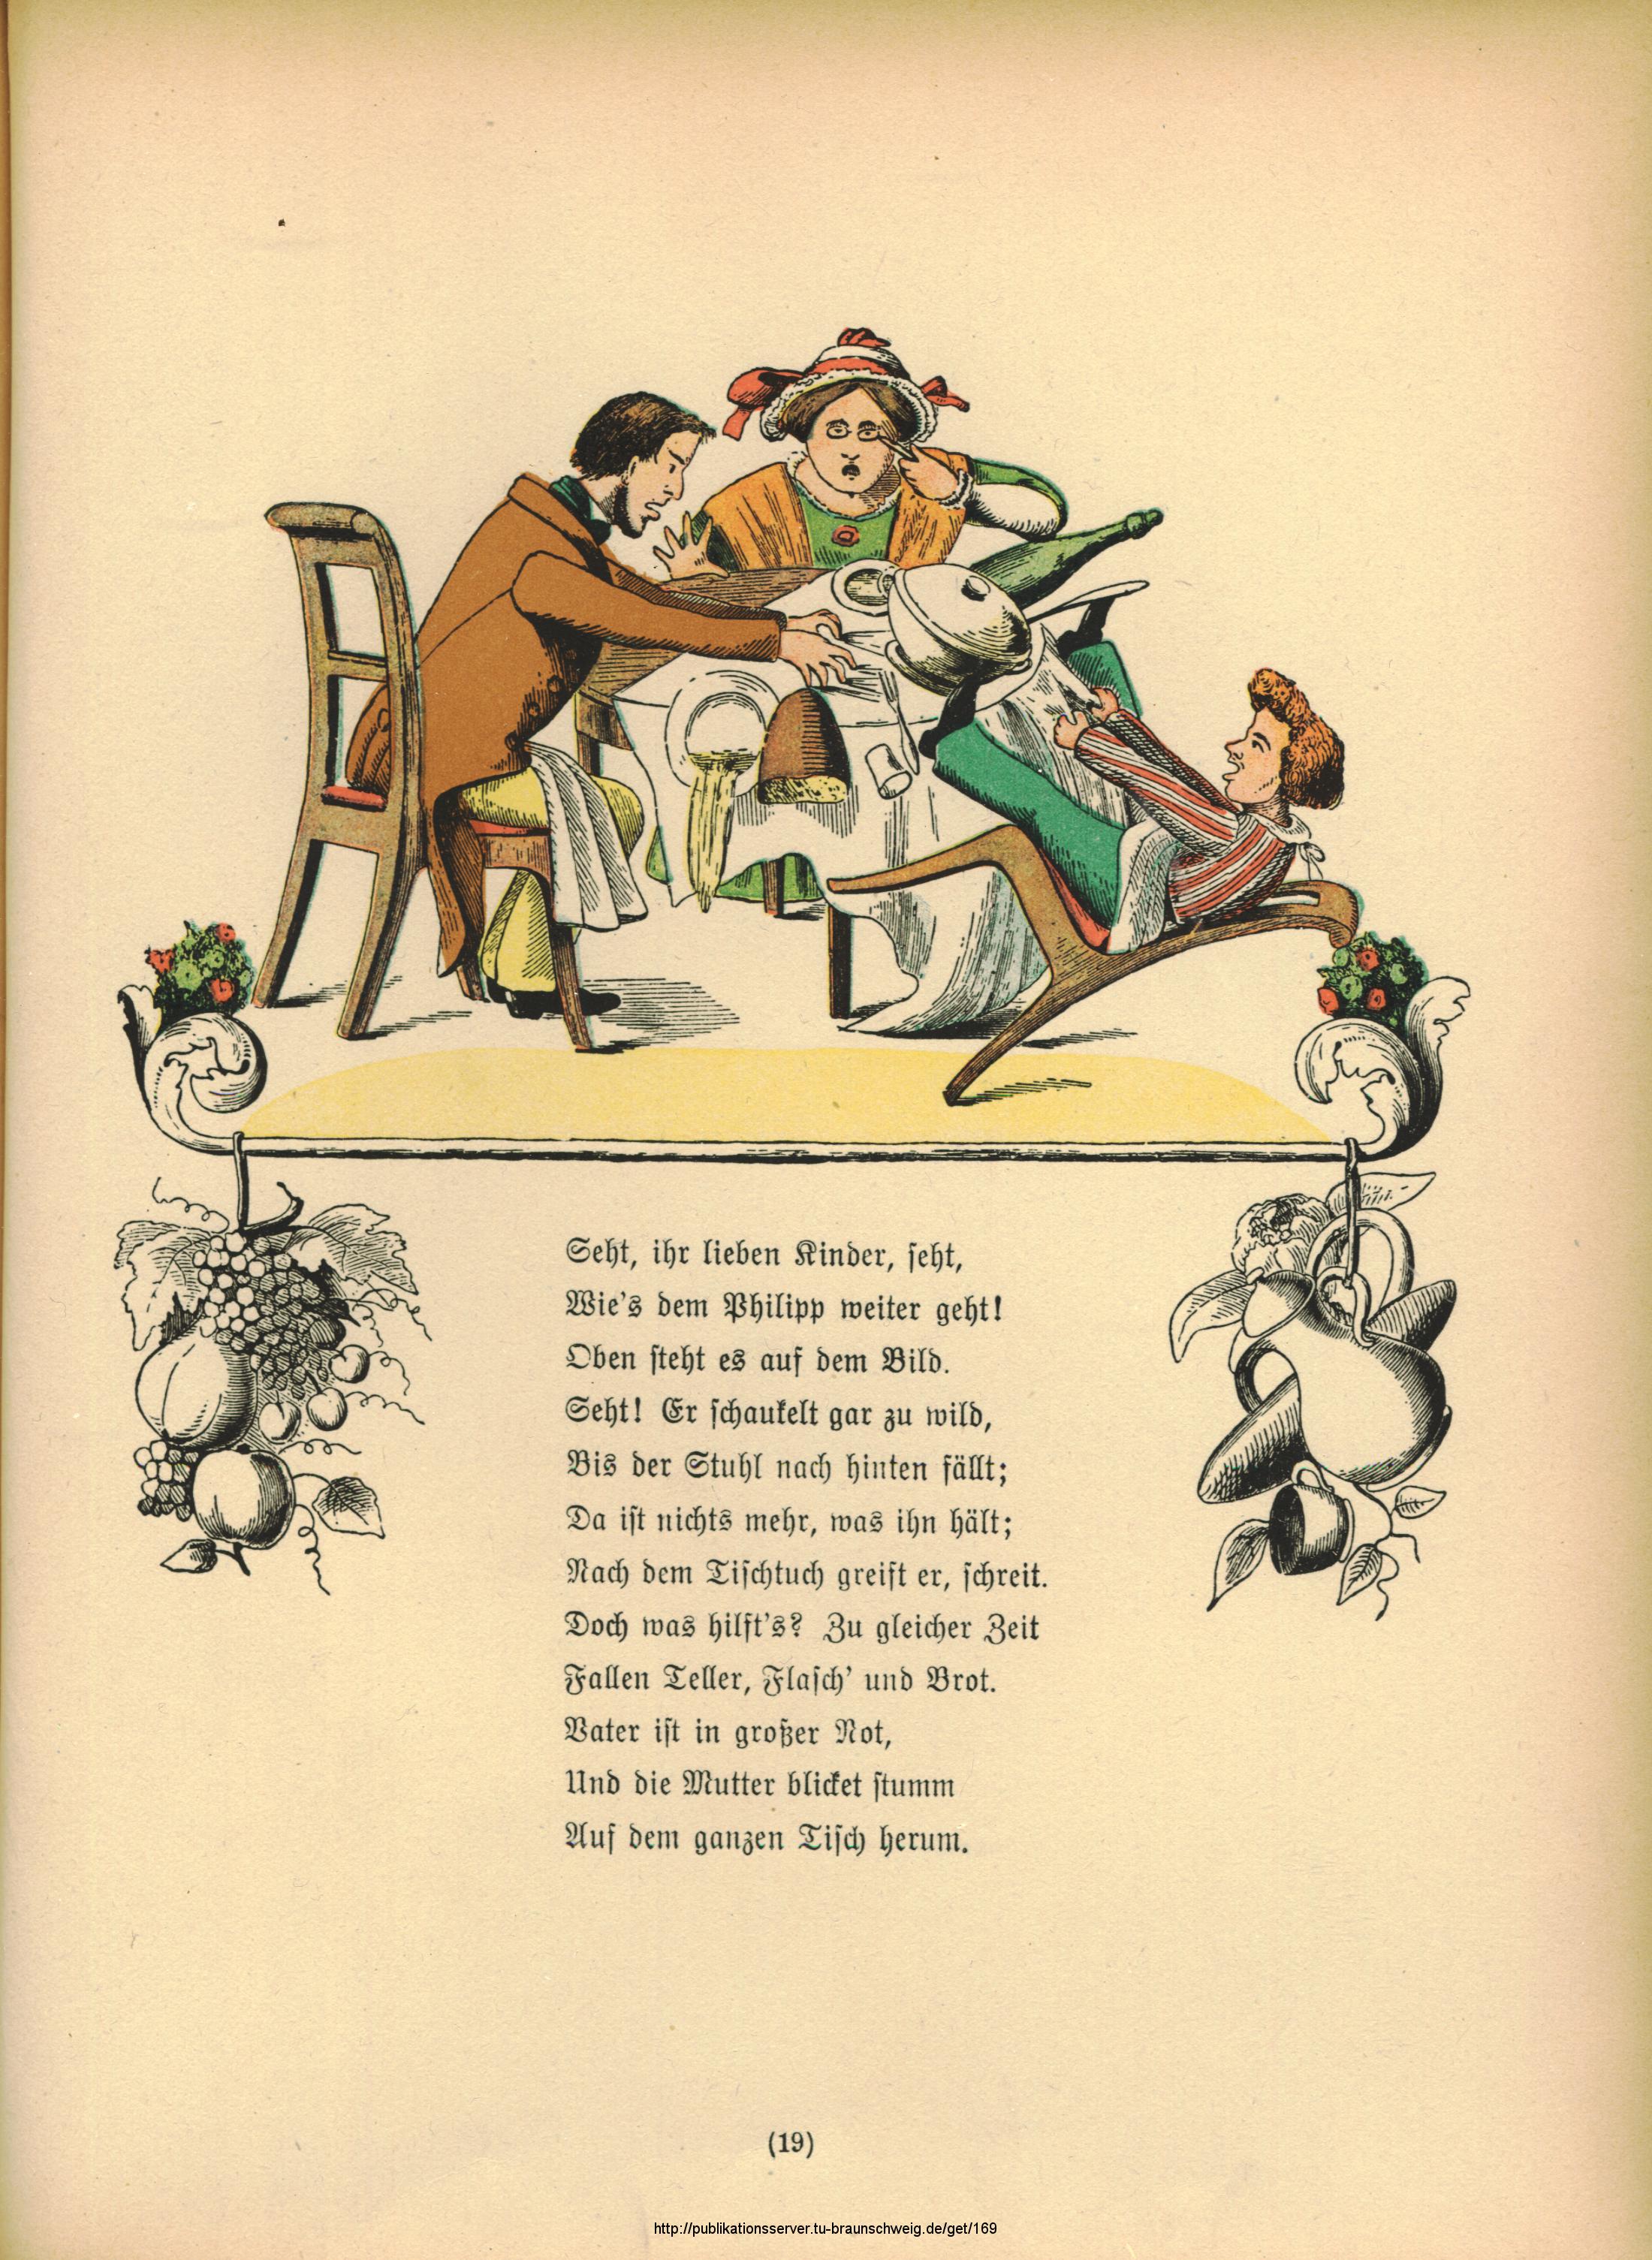 Seht, ihr lieben Kinder, seht,
Wie's dem Philipp weiter geht!
Oben steht es auf dem Bild.
Seht! Er schaukelt gar zu wild,
Bis der Stuhl nach hinten fällt;
Da ist nichts mehr, was ihn hält;
Nach dem Tischtuch greift er, schreit.
Doch was hilft's? Zu gleicher Zeit
Fallen Teller, Flasch' und Brot.
Vater ist in großer Not,
Und die Mutter blicket stumm
Auf dem ganzen Tisch herum.
(19)
http://publikationsserver.tu-braunschweig.de/get/169